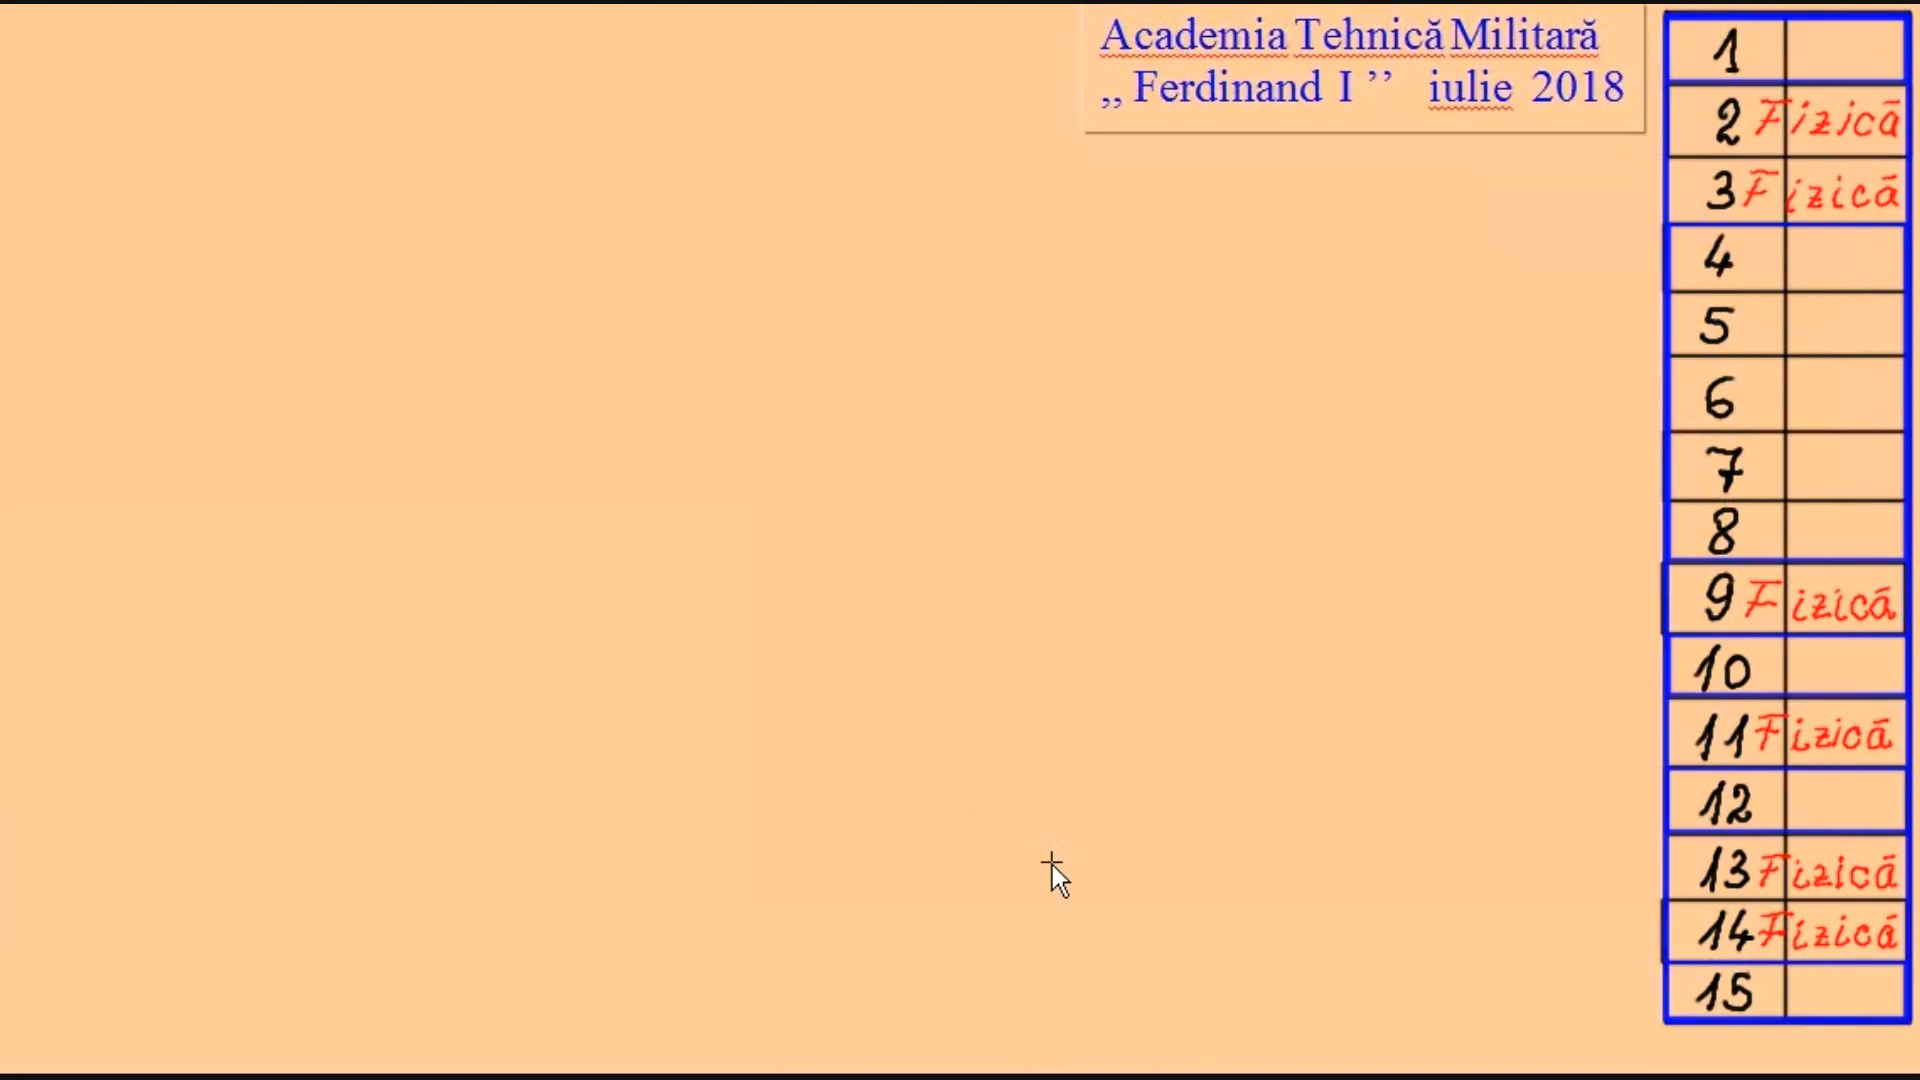 Academia Tehnică Militară
,, Ferdinand I ’’ iulie 2018
1
2 Fizică
3 Fizică
4
5
6
7
8
9 Fizică
10
11 Fizică
12
13 Fizică
14 Fizică
15